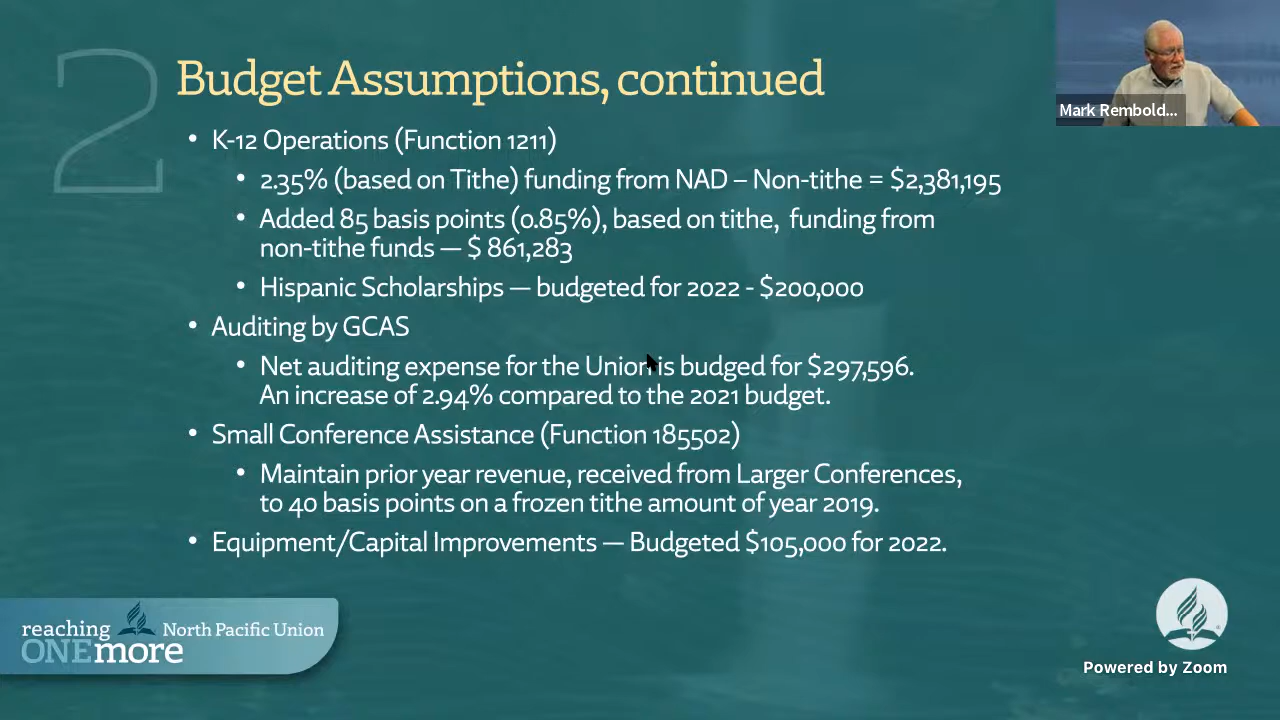 2
Budget Assumptions, continued
Mark Rembold...
• K-12 Operations (Function 1211)
• 2.35% (based on Tithe) funding from NAD – Non-tithe = $2,381,195
• Added 85 basis points (0.85%), based on tithe, funding from
non-tithe funds — $ 861,283
• Hispanic Scholarships — budgeted for 2022 - $200,000
• Auditing by GCAS
• Net auditing expense for the Union is budged for $297,596.
An increase of 2.94% compared to the 2021 budget.
• Small Conference Assistance (Function 185502)
• Maintain prior year revenue, received from Larger Conferences,
to 40 basis points on a frozen tithe amount of year 2019.
• Equipment/Capital Improvements — Budgeted $105,000 for 2022.
reaching North Pacific Union
ONEmore
Powered by Zoom